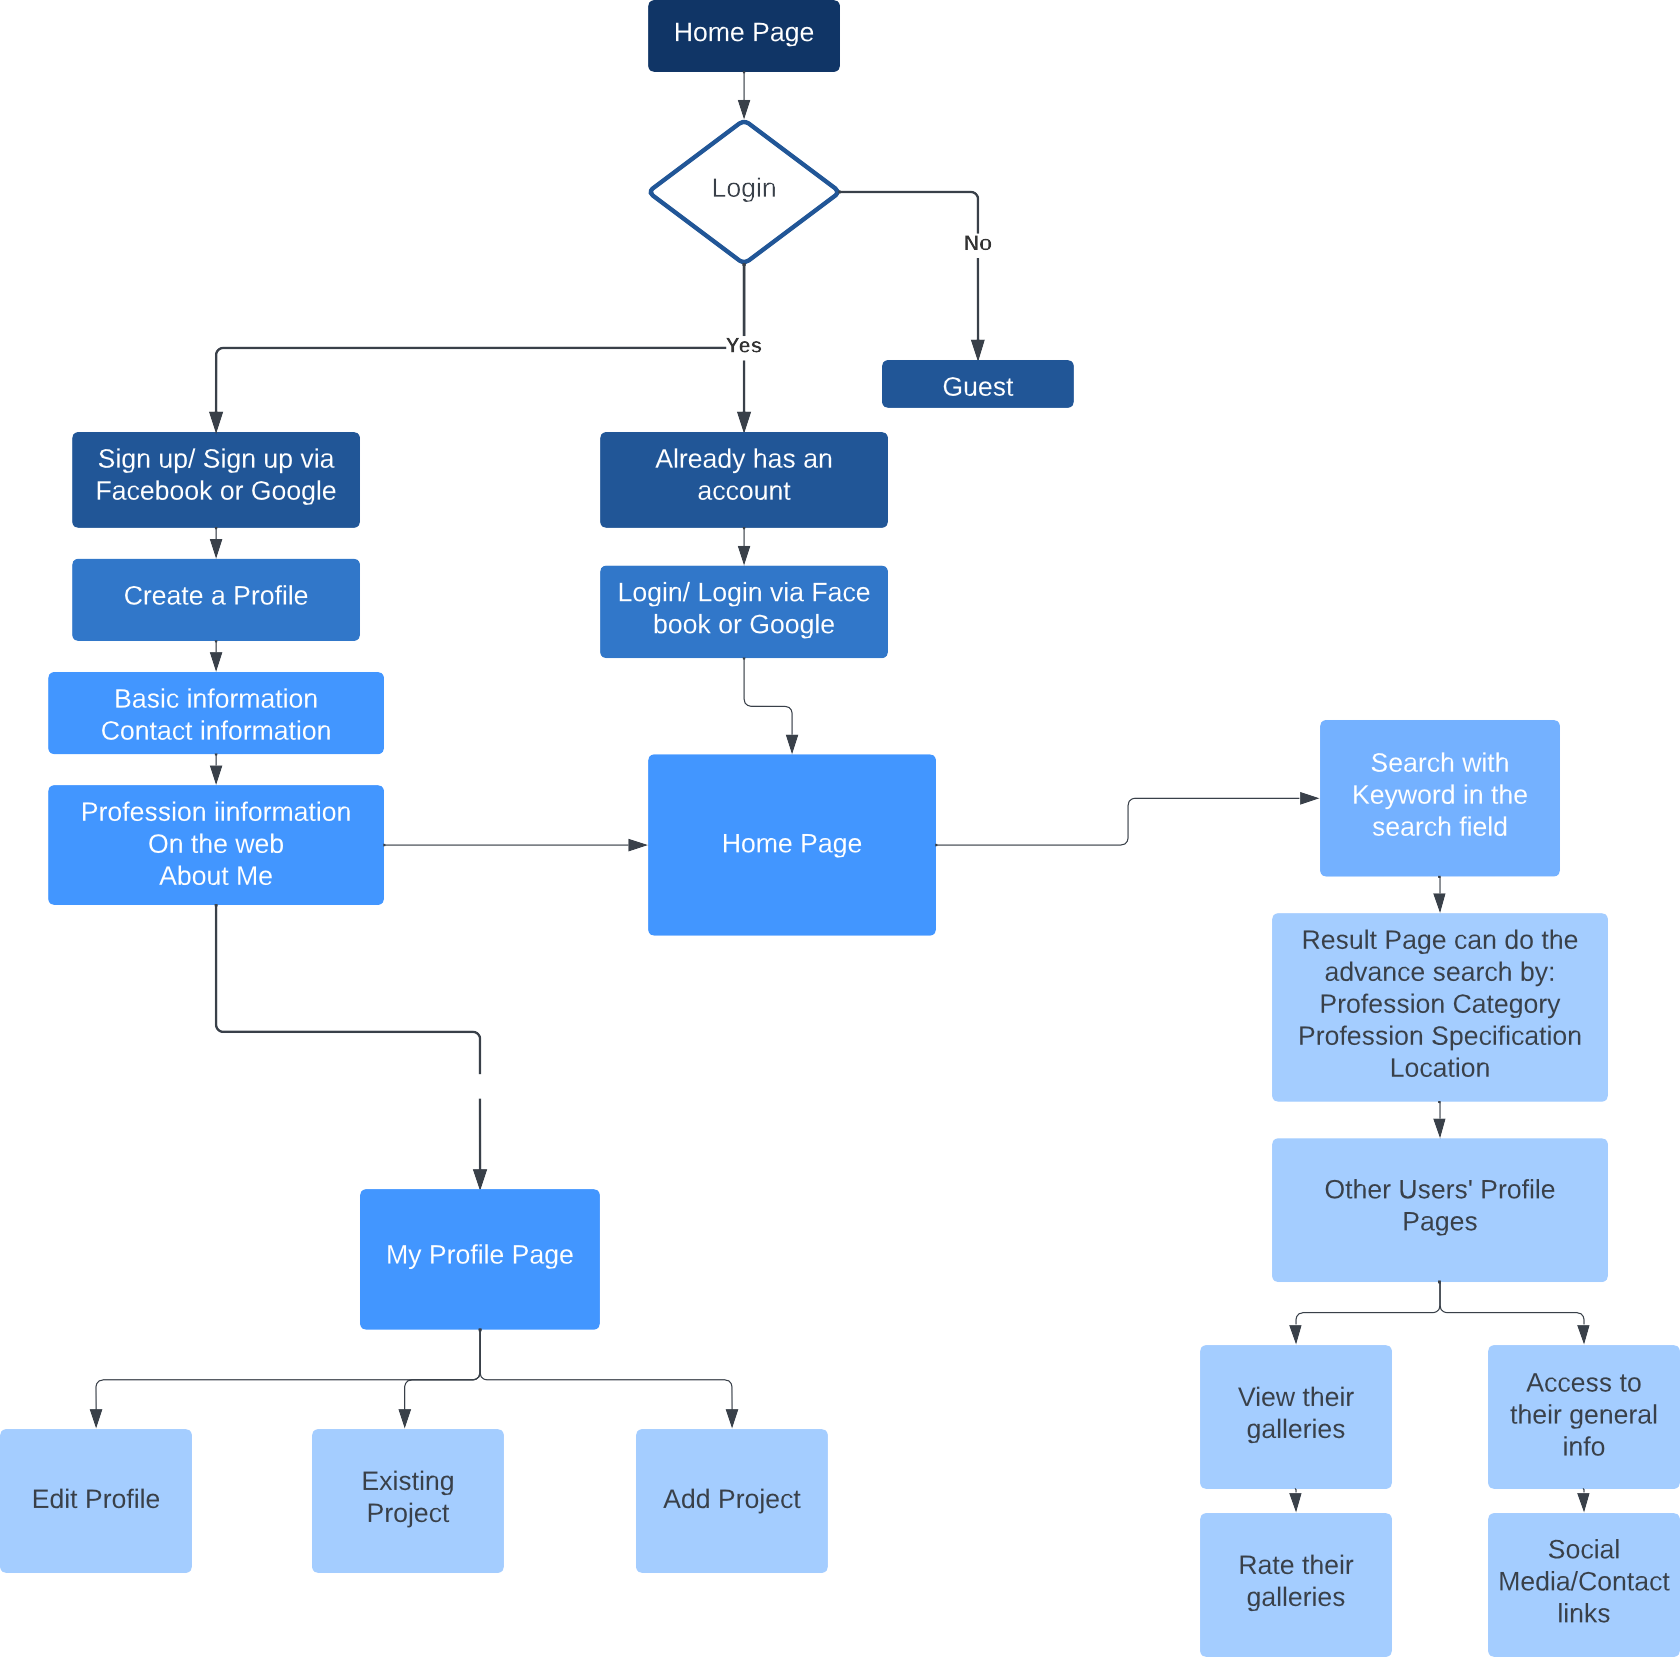 Home Page
Login
No
Yes
Guest
Sign up/ Sign up via
Facebook or Google
Already has an
account
Create a Profile
Login/ Login via Face
book or Google
Basic information
Contact information
Profession iinformation
On the web
About Me
Home Page
Search with
Keyword in the
search field
Result Page can do the
advance search by:
Profession Category
Profession Specification
Location
Other Users' Profile
Pages
My Profile Page
View their
galleries
Access to
their general
info
Edit Profile
Existing
Project
Add Project
Rate their
galleries
Social
Media/Contact
links